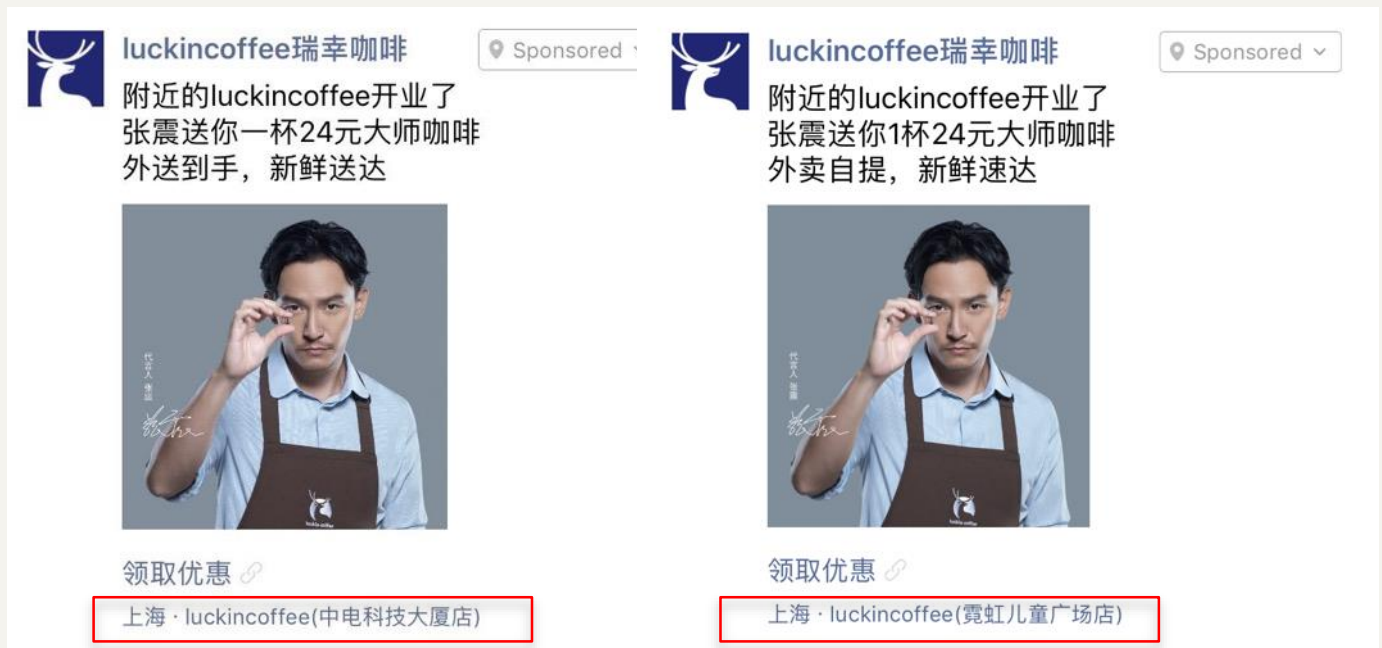 luckincoffee瑞幸咖啡
Sponsored
附近的luckincoffee开业了
张震送你一杯24元大师咖啡
外送到手，新鲜送达
代言人 张震
领取优惠
上海 · luckincoffee(中电科技大厦店)
luckincoffee瑞幸咖啡
Sponsored
附近的luckincoffee开业了
张震送你1杯24元大师咖啡
外卖自提，新鲜速达
代言人 张震
领取优惠
上海 · luckincoffee(霓虹儿童广场店)